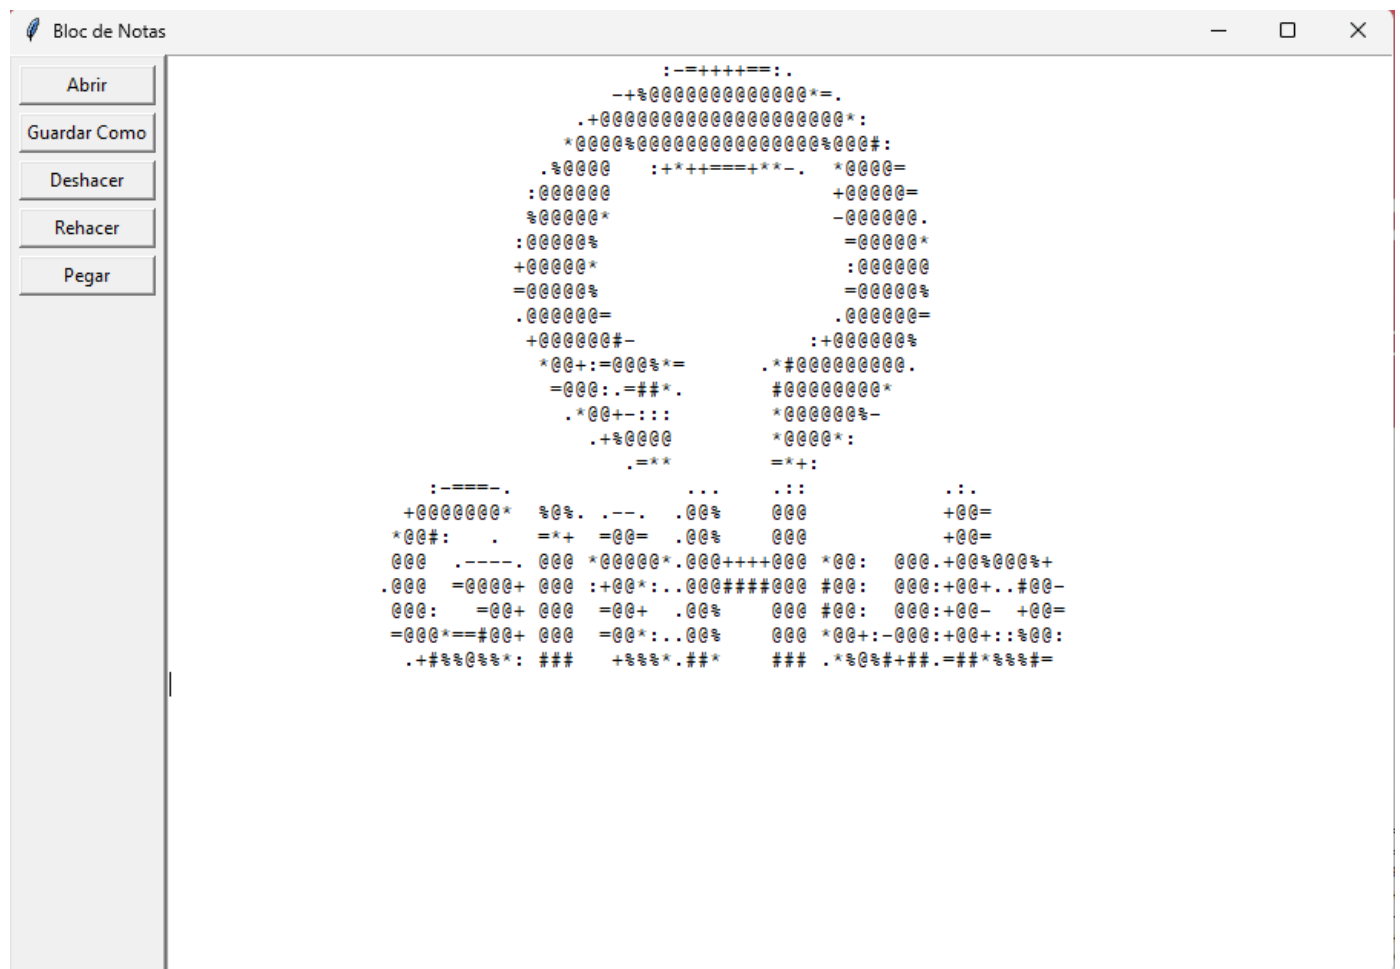 Bloc de Notas
Abrir
Guardar Como
Deshacer
Rehacer
Pegar
:-=++++==:.
-+%@@@@@@@@@@@@@*=.
.+@@@@@@@@@@@@@@@@@@@@*:
*@@@@%@@@@@@@@@@@@@@@%@@@#:
.%@@@@   :+*++===+**-.  *@@@@=
:@@@@@@                  +@@@@@=
%@@@@@*                  -@@@@@@.
:@@@@@%                    =@@@@@*
+@@@@@*                    :@@@@@@
=@@@@@%                    =@@@@@%
.@@@@@@=                  .@@@@@@=
+@@@@@@#-              :+@@@@@@%
*@@+:=@@@%*=      .*#@@@@@@@@@.
=@@@:.=##*.       #@@@@@@@@*
.*@@+-:::        *@@@@@@%-
.+%@@@@        *@@@@*:
.=**        =*+:
:-===-.              ...    .::           .:.
+@@@@@@@*  %@%. .--.  .@@%    @@@           +@@=
*@@#:   .   =*+  =@@=  .@@%    @@@           +@@=
@@@  .----. @@@ *@@@@@*.@@@++++@@@ *@@:  @@@.+@@%@@@%+
.@@@  =@@@@+ @@@ :+@@*:..@@@####@@@ #@@:  @@@:+@@+..#@@-
@@@:   =@@+ @@@  =@@+  .@@%    @@@ #@@:  @@@:+@@-  +@@=
=@@@*==#@@+ @@@  =@@*:..@@%    @@@ *@@+:-@@@:+@@+::%@@:
.+#%%@%%*: ###   +%%%*.##*    ### .*%@%#+##.=##*%%%#=